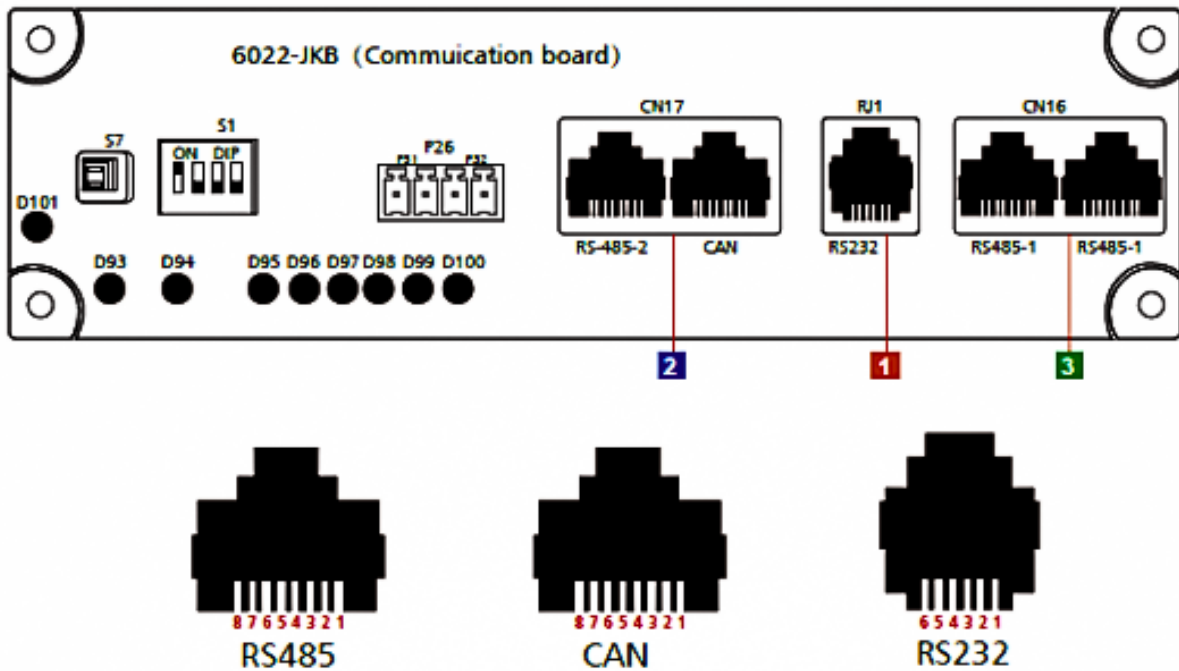 6022-JKB (Commuication board)
CN17 RJ1 CN16
S7 S1 P26
ON DIP P31 P32
D101
RS-485-2 CAN RS232 RS485-1 RS485-1
D93 D94 D95 D96 D97 D98 D99 D100
2 1 3
87654321 87654321 654321
RS485 CAN RS232